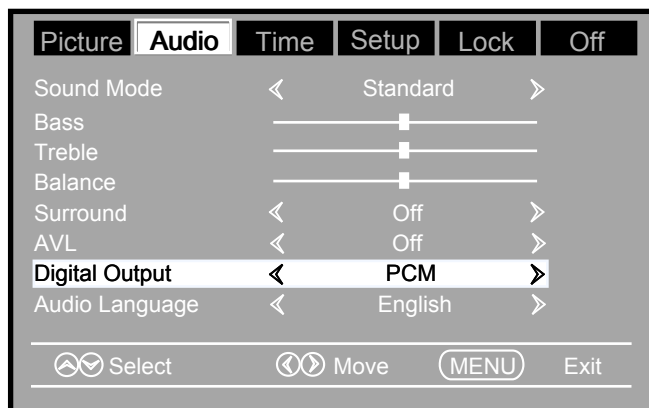 Picture Audio Time Setup Lock Off
Sound Mode Standard
Bass
Treble
Balance
Surround Off
AVL Off
Digital Output PCM
Audio Language English
Select Move MENU Exit